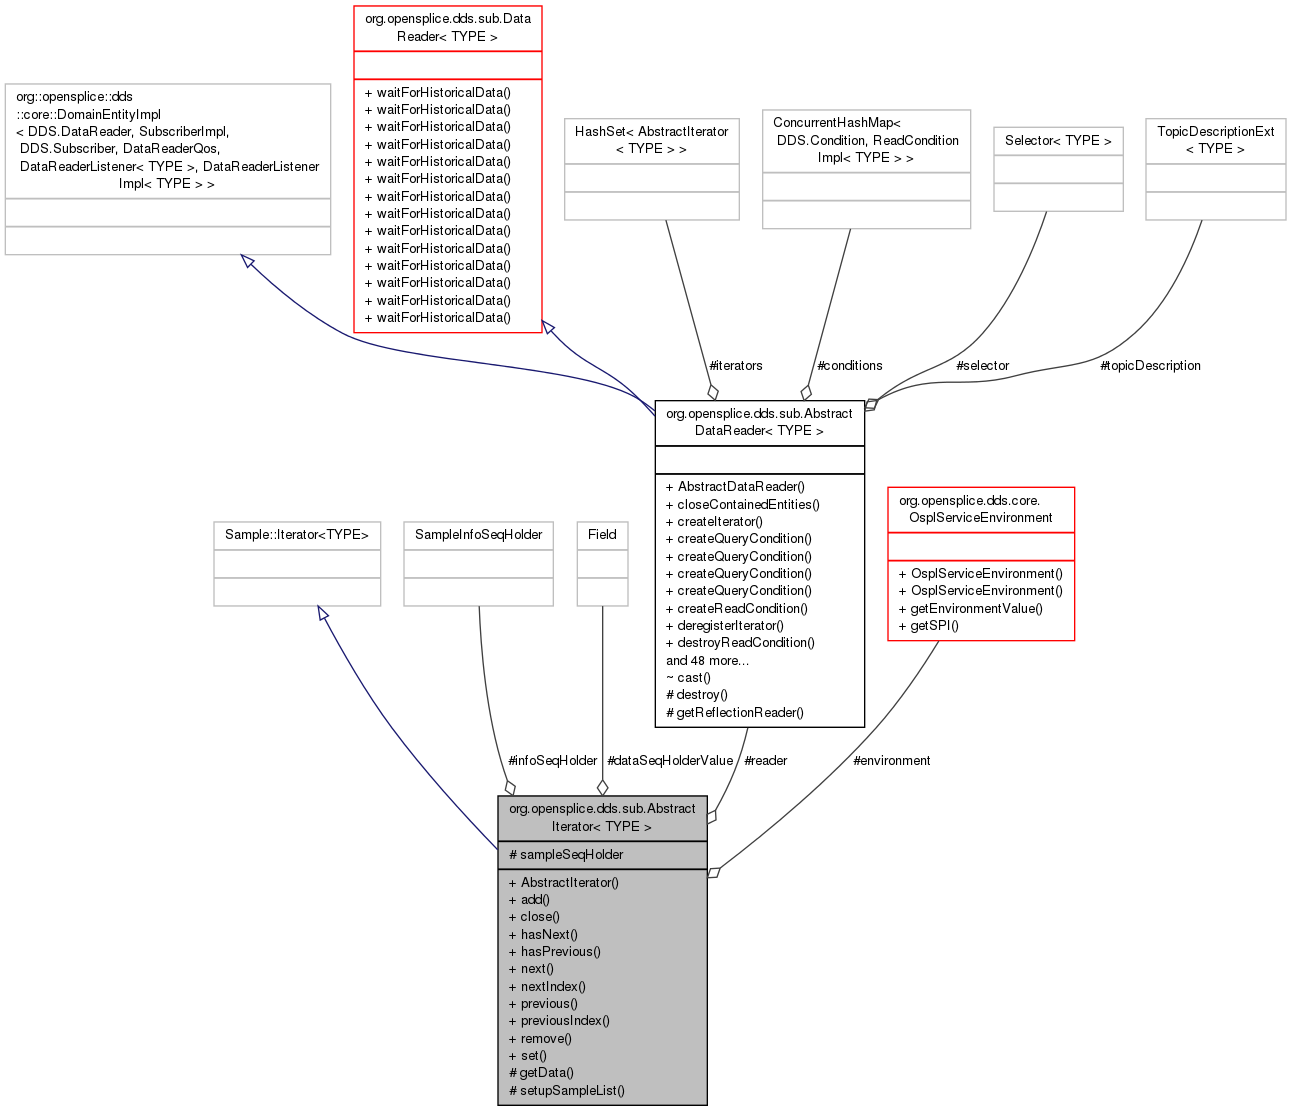 org.opensplice.dds.sub.Data
Reader< TYPE >
+ waitForHistoricalData()
+ waitForHistoricalData()
+ waitForHistoricalData()
+ waitForHistoricalData()
+ waitForHistoricalData()
+ waitForHistoricalData()
+ waitForHistoricalData()
+ waitForHistoricalData()
+ waitForHistoricalData()
+ waitForHistoricalData()
+ waitForHistoricalData()
+ waitForHistoricalData()
+ waitForHistoricalData()
+ waitForHistoricalData()
org::opensplice::dds
::core::DomainEntityImpl
< DDS.DataReader, SubscriberImpl,
DDS.Subscriber, DataReaderQos,
DataReaderListener< TYPE >, DataReaderListener
Impl< TYPE > >
HashSet< AbstractIterator
< TYPE > >
ConcurrentHashMap<
DDS.Condition, ReadCondition
Impl< TYPE > >
Selector< TYPE >
TopicDescriptionExt
< TYPE >
#iterators
#conditions
#selector
#topicDescription
org.opensplice.dds.sub.Abstract
DataReader< TYPE >
+ AbstractDataReader()
+ closeContainedEntities()
+ createIterator()
+ createQueryCondition()
+ createQueryCondition()
+ createQueryCondition()
+ createQueryCondition()
+ createReadCondition()
+ deregisterIterator()
+ destroyReadCondition()
and 48 more...
~ cast()
# destroy()
# getReflectionReader()
Sample::Iterator<TYPE>
SampleInfoSeqHolder
Field
org.opensplice.dds.core.
OsplServiceEnvironment
+ OsplServiceEnvironment()
+ OsplServiceEnvironment()
+ getEnvironmentValue()
+ getSPI()
#infoSeqHolder
#dataSeqHolderValue
#reader
#environment
org.opensplice.dds.sub.Abstract
Iterator< TYPE >
# sampleSeqHolder
+ AbstractIterator()
+ add()
+ close()
+ hasNext()
+ hasPrevious()
+ next()
+ nextIndex()
+ previous()
+ previousIndex()
+ remove()
+ set()
# getData()
# setupSampleList()